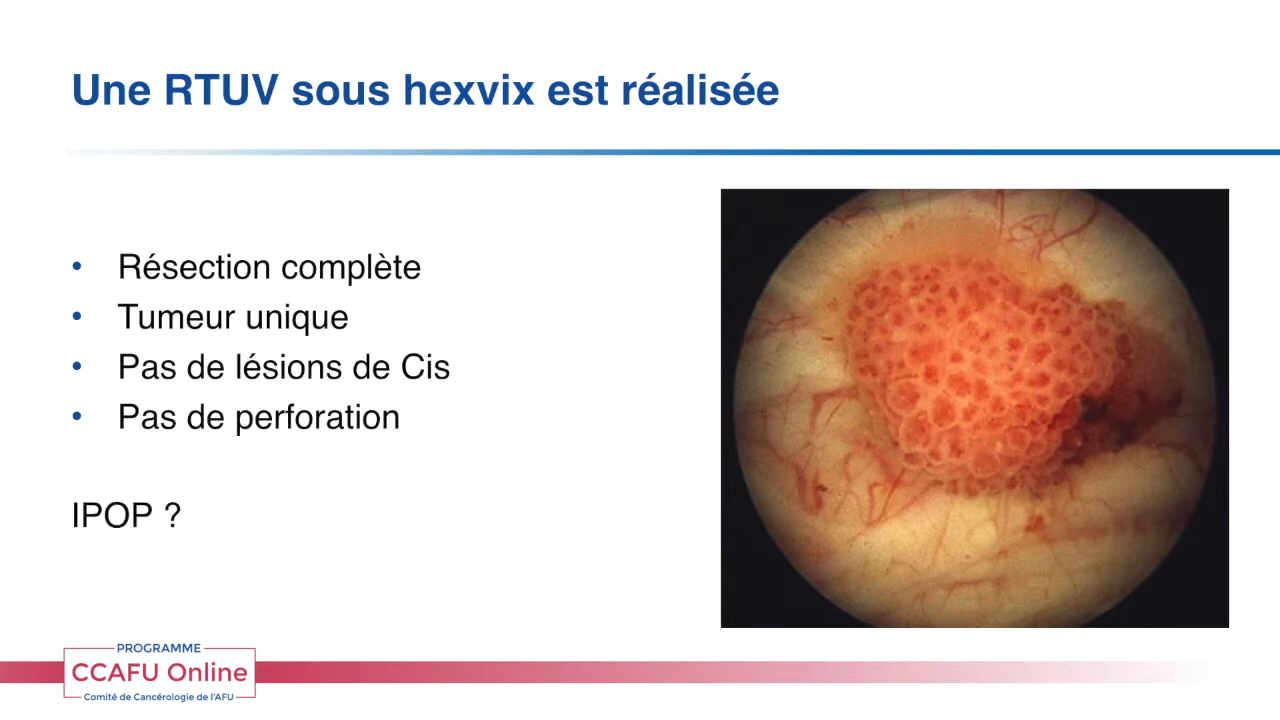 Une RTUV sous hexvix est réalisée
• Résection complète
• Tumeur unique
• Pas de lésions de Cis
• Pas de perforation
IPOP ?
PROGRAMME
CCAFU Online
Comité de Cancérologie de l'AFU